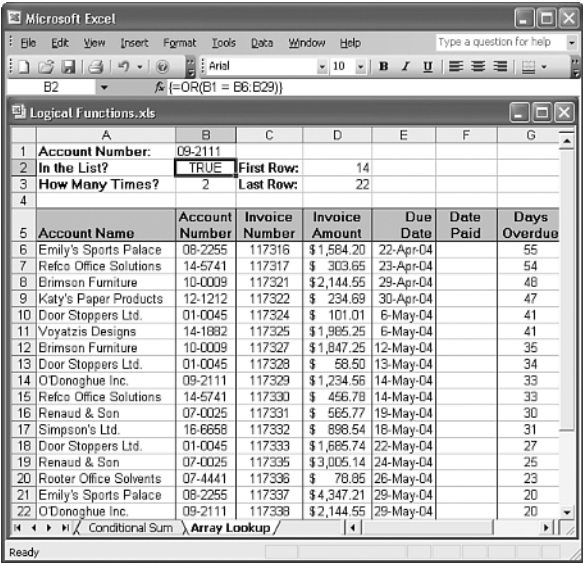 Microsoft Excel
File Edit View Insert Format Tools Data Window Help Type a question for help
Arial 10 B I U
B2 fx {=OR(B1 = B6:B29)}
Logical Functions.xls
A B C D E F G
1 Account Number: 09-2111
2 In the List? TRUE First Row: 14
3 How Many Times? 2 Last Row: 22
4
Account Invoice Invoice Due Date Days
5 Account Name Number Number Amount Date Paid Overdue
6 Emily's Sports Palace 08-2255 117316 $1,584.20 22-Apr-04 55
7 Refco Office Solutions 14-5741 117317 $ 303.65 23-Apr-04 54
8 Brimson Furniture 10-0009 117321 $2,144.55 29-Apr-04 48
9 Katy's Paper Products 12-1212 117322 $ 234.69 30-Apr-04 47
10 Door Stoppers Ltd. 01-0045 117324 $ 101.01 6-May-04 41
11 Voyatzis Designs 14-1882 117325 $1,985.25 6-May-04 41
12 Brimson Furniture 10-0009 117327 $1,847.25 12-May-04 35
13 Door Stoppers Ltd. 01-0045 117328 $ 58.50 13-May-04 34
14 O'Donoghue Inc. 09-2111 117329 $1,234.56 14-May-04 33
15 Refco Office Solutions 14-5741 117330 $ 456.78 14-May-04 33
16 Renaud & Son 07-0025 117331 $ 565.77 19-May-04 30
17 Simpson's Ltd. 16-6658 117332 $ 898.54 18-May-04 31
18 Door Stoppers Ltd. 01-0045 117333 $1,685.74 22-May-04 27
19 Renaud & Son 07-0025 117335 $3,005.14 24-May-04 25
20 Rooter Office Solvents 07-4441 117336 $ 78.85 26-May-04 23
21 Emily's Sports Palace 08-2255 117337 $4,347.21 29-May-04 20
22 O'Donoghue Inc. 09-2111 117338 $2,144.55 29-May-04 20
Conditional Sum Array Lookup
Ready